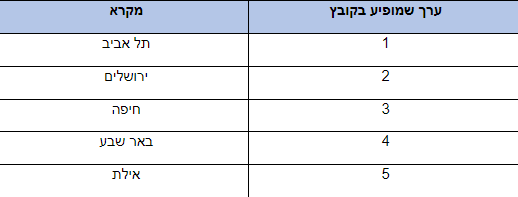 ערך שמופיע בקובץ מקרא
1 תל אביב
2 ירושלים
3 חיפה
4 באר שבע
5 אילת